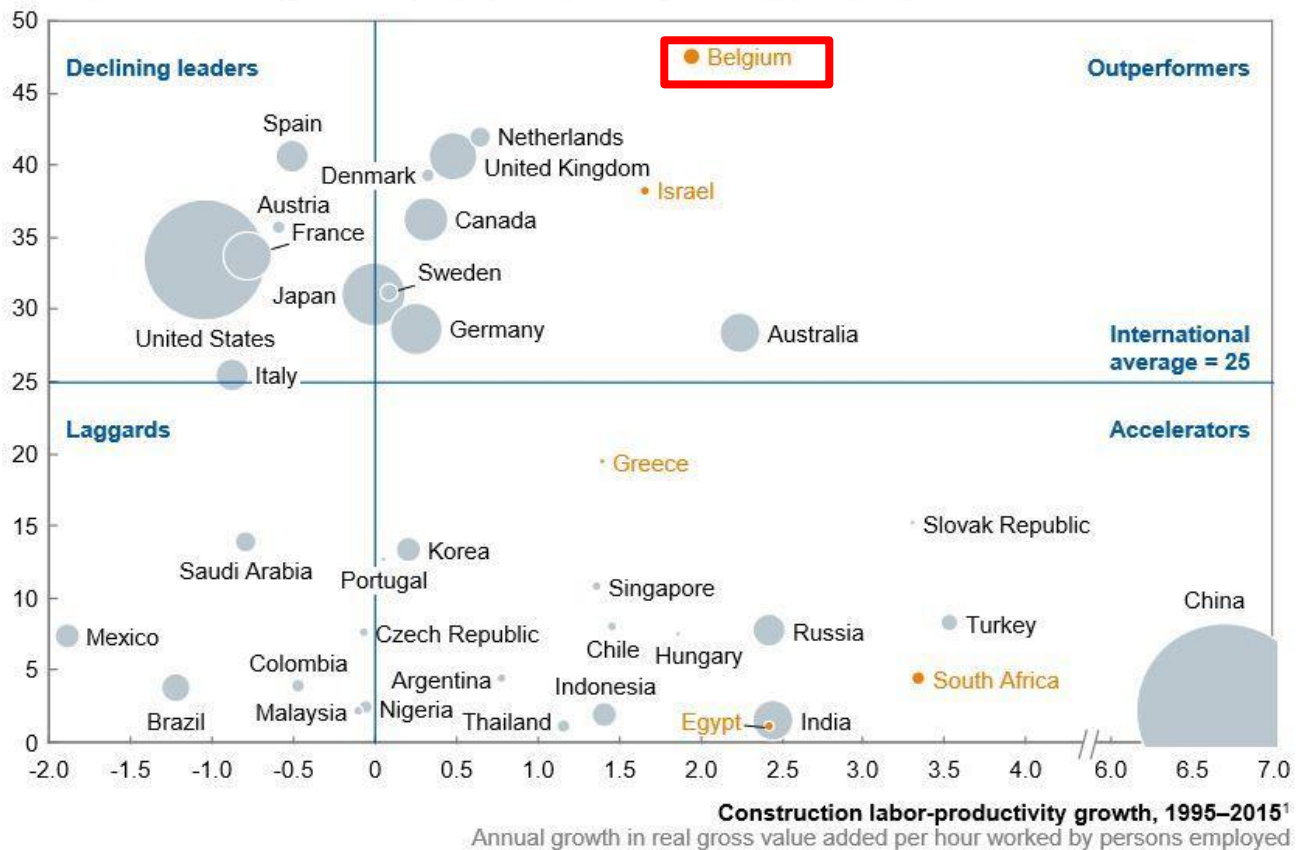 50
Declining leaders
Belgium
Outperformers
45
Spain
Netherlands
40
United Kingdom
Denmark
Israel
Austria
Canada
35
France
Sweden
Japan
30
Germany
Australia
International
United States
average = 25
Italy
25
Laggards
Accelerators
20
Greece
15
Slovak Republic
Korea
Saudi Arabia
Portugal
Singapore
10
China
Mexico
Czech Republic
Russia
Turkey
Chile
Hungary
Colombia
5
Argentina
Indonesia
South Africa
Brazil
Malaysia
Nigeria
Thailand
Egypt
India
0
-2.0 -1.5 -1.0 -0.5 0 0.5 1.0 1.5 2.0 2.5 3.0 3.5 4.0 // 6.0 6.5 7.0
Construction labor-productivity growth, 1995–2015¹
Annual growth in real gross value added per hour worked by persons employed